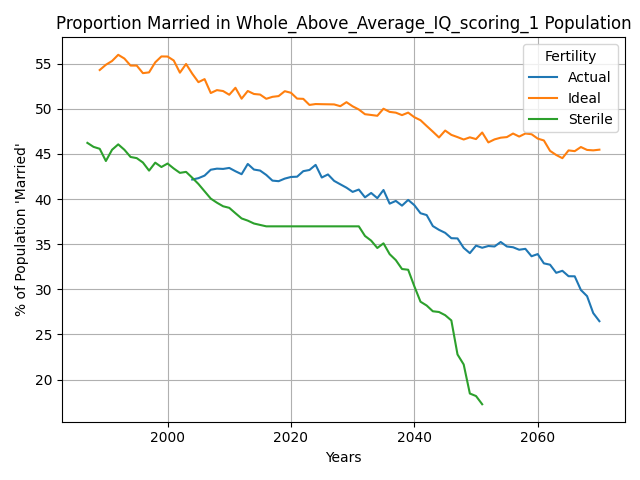 Proportion Married in Whole_Above_Average_IQ_scoring_1 Population
% of Population 'Married'
55
50
45
40
35
30
25
20
Fertility
Actual
Ideal
Sterile
2000
2020
2040
2060
Years